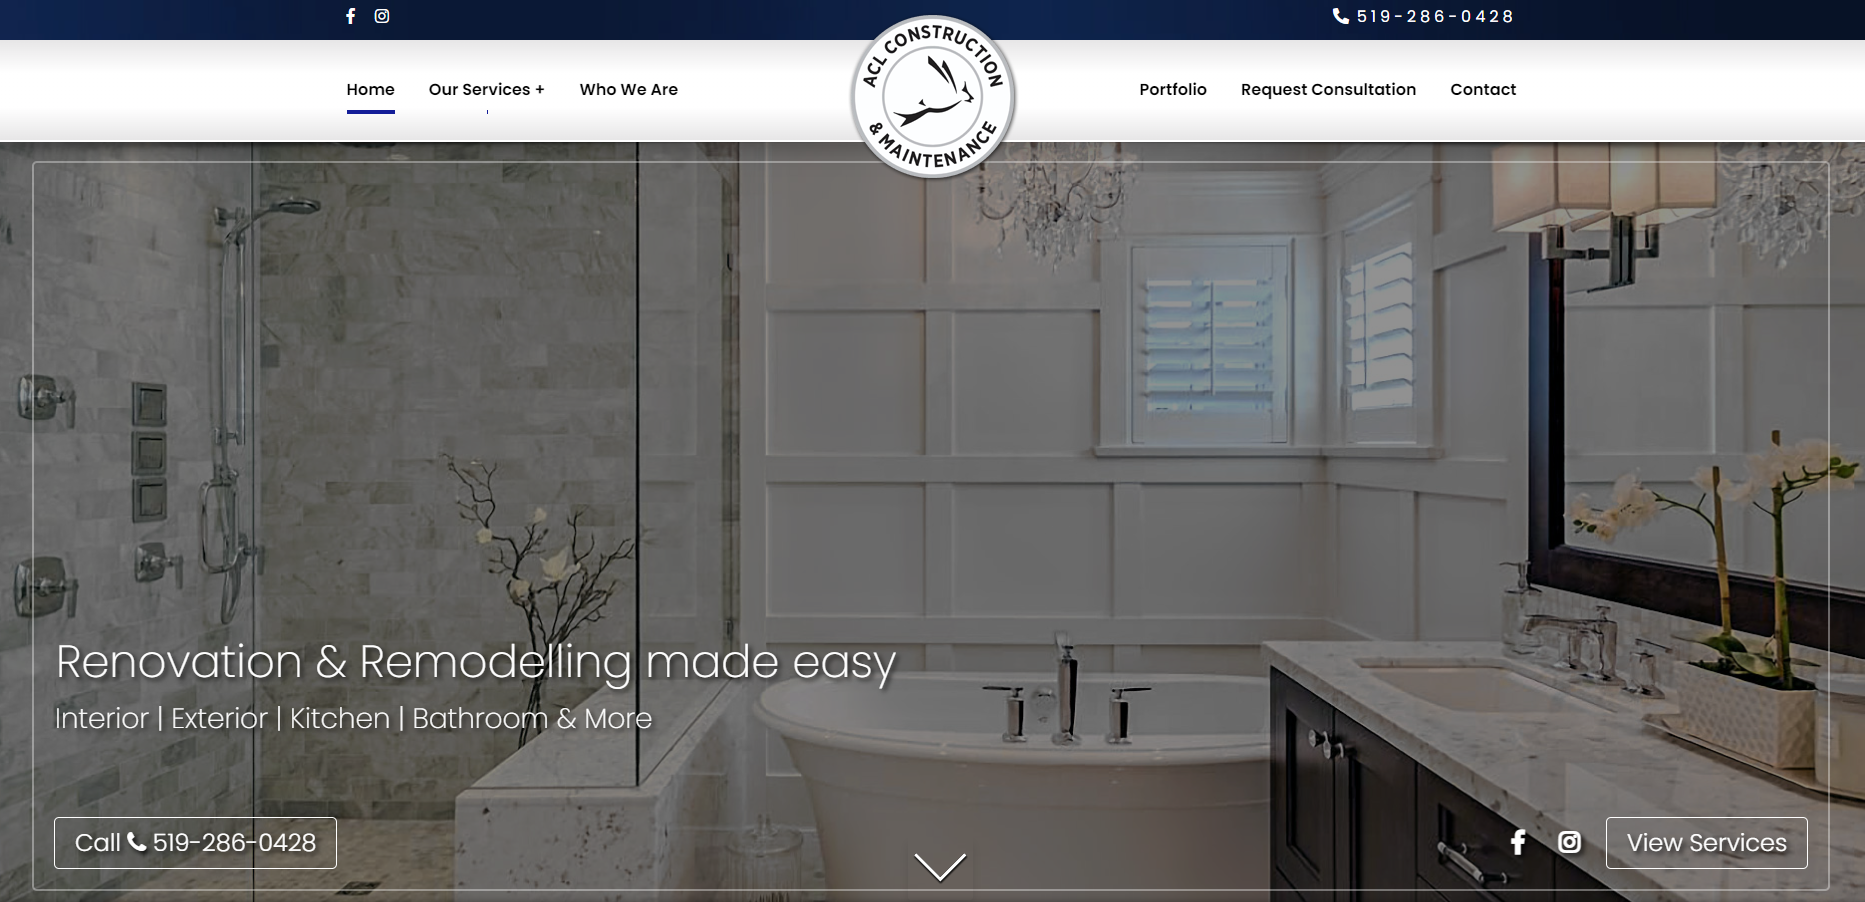 519-286-0428
Home
Our Services +
Who We Are
ACL CONSTRUCTION
& MAINTENANCE
Portfolio
Request Consultation
Contact
Renovation & Remodelling made easy
Interior | Exterior | Kitchen | Bathroom & More
Call 519-286-0428
View Services